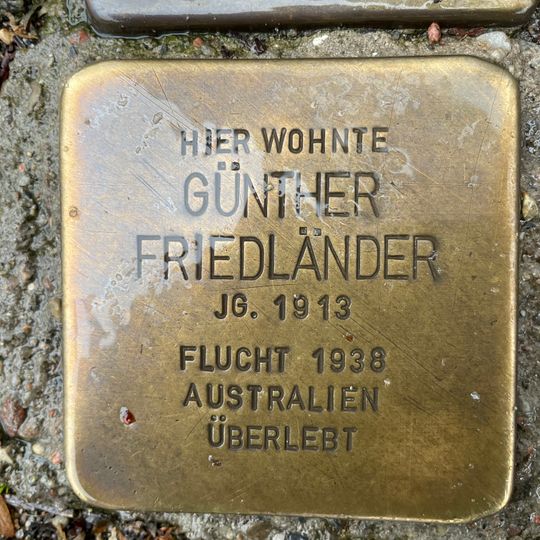 HIER WOHNTE
GÜNTHER
FRIEDLÄNDER
JG. 1913
FLUCHT 1938
AUSTRALIEN
ÜBERLEBT